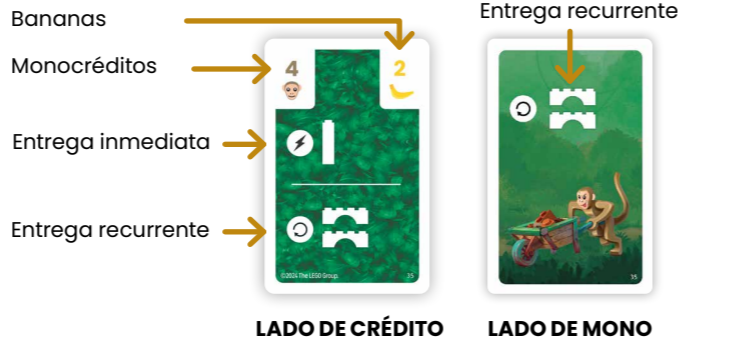 Bananas
Monocréditos
Entrega inmediata
Entrega recurrente
4
2
©2024 The LEGO Group.
35
LADO DE CRÉDITO
Entrega recurrente
35
LADO DE MONO